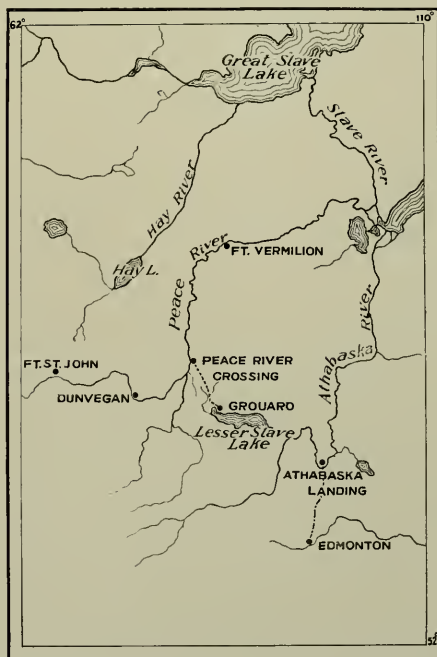 62°
110°
Great Slave
Lake
Slave River
Hay River
Hay L.
Peace River
FT. VERMILION
Athabaska River
FT. ST. JOHN
PEACE RIVER
CROSSING
DUNVEGAN
GROUARD
Lesser Slave
Lake
ATHABASKA
LANDING
EDMONTON
52°